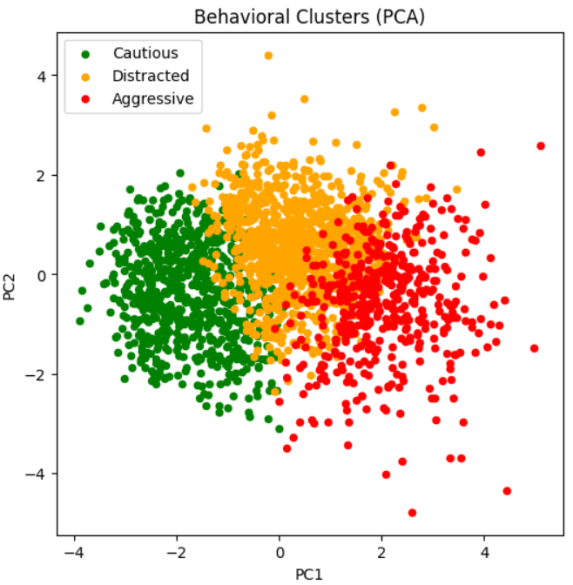 Behavioral Clusters (PCA)
Cautious
Distracted
Aggressive
4
2
0
−2
−4
PC2
−4 −2 0 2 4
PC1